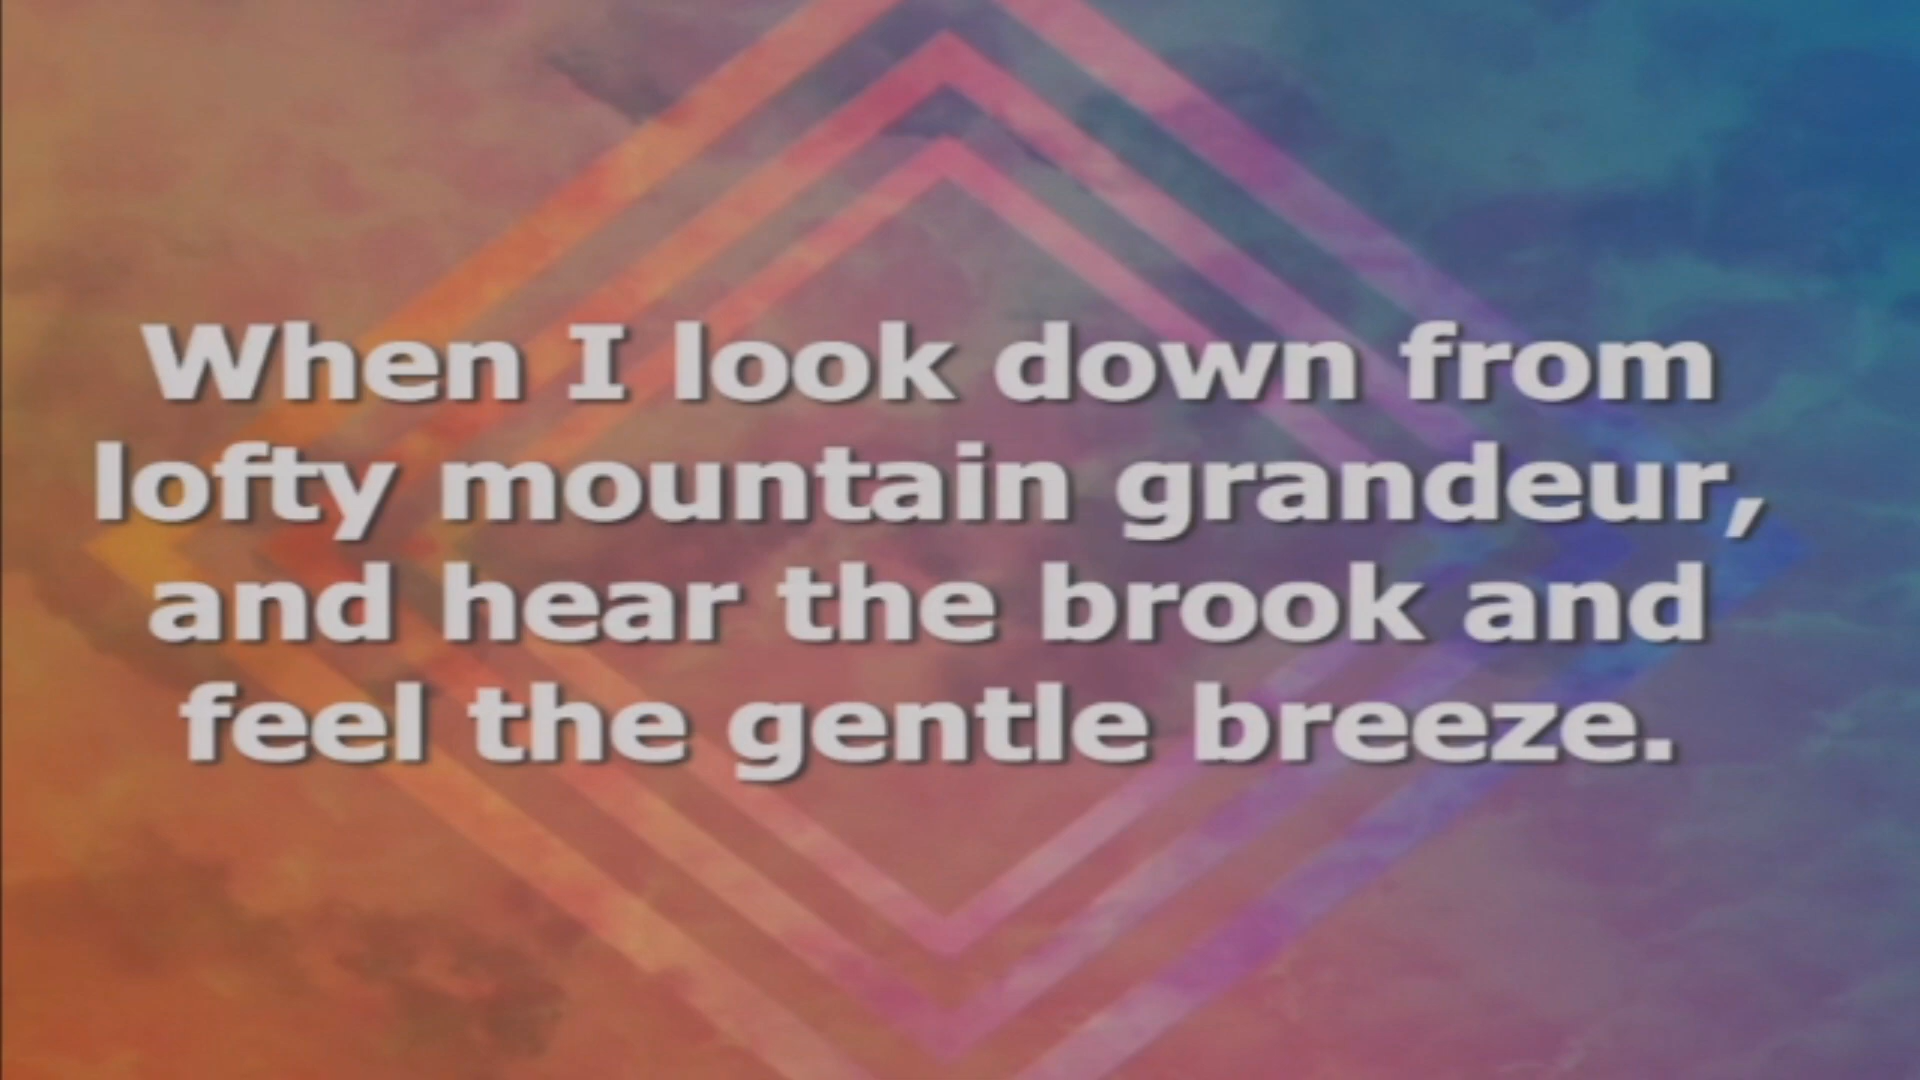 When I look down from
lofty mountain grandeur,
and hear the brook and
feel the gentle breeze.